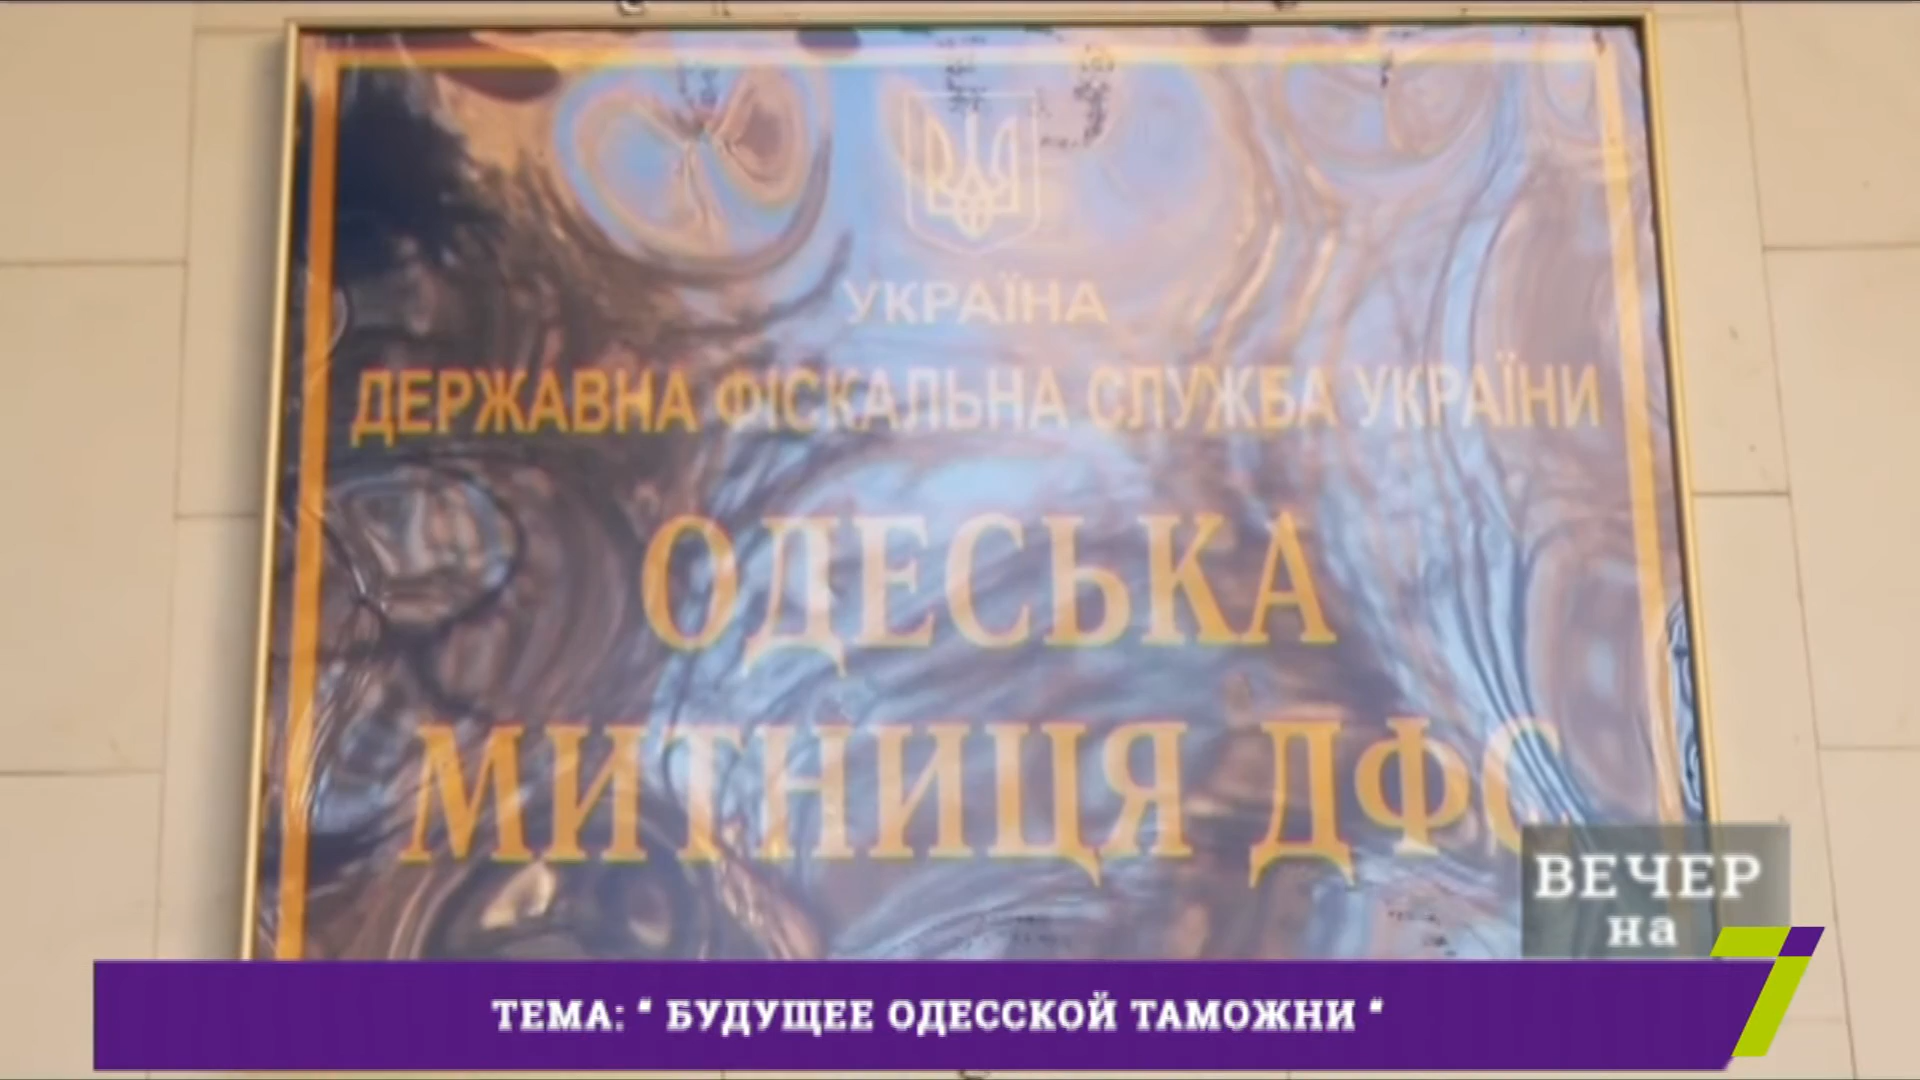 УКРАЇНА
ДЕРЖАВНА ФІСКАЛЬНА СЛУЖБА УКРАЇНИ
ОДЕСЬКА
МИТНИЦЯ ДФС
ВЕЧЕР
на
7
ТЕМА: “ БУДУЩЕЕ ОДЕССКОЙ ТАМОЖНИ “